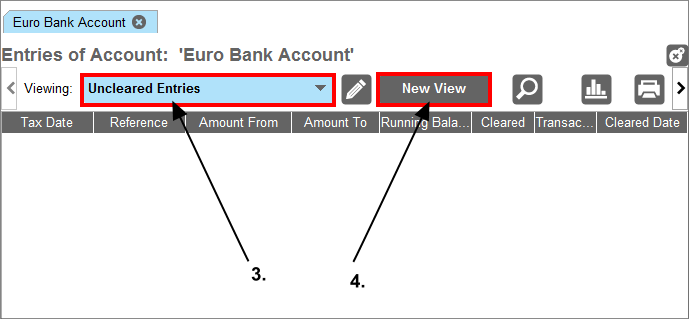 Euro Bank Account
Entries of Account: 'Euro Bank Account'
Viewing: Uncleared Entries New View
Tax Date Reference Amount From Amount To Running Bala... Cleared Transac... Cleared Date
3. 4.